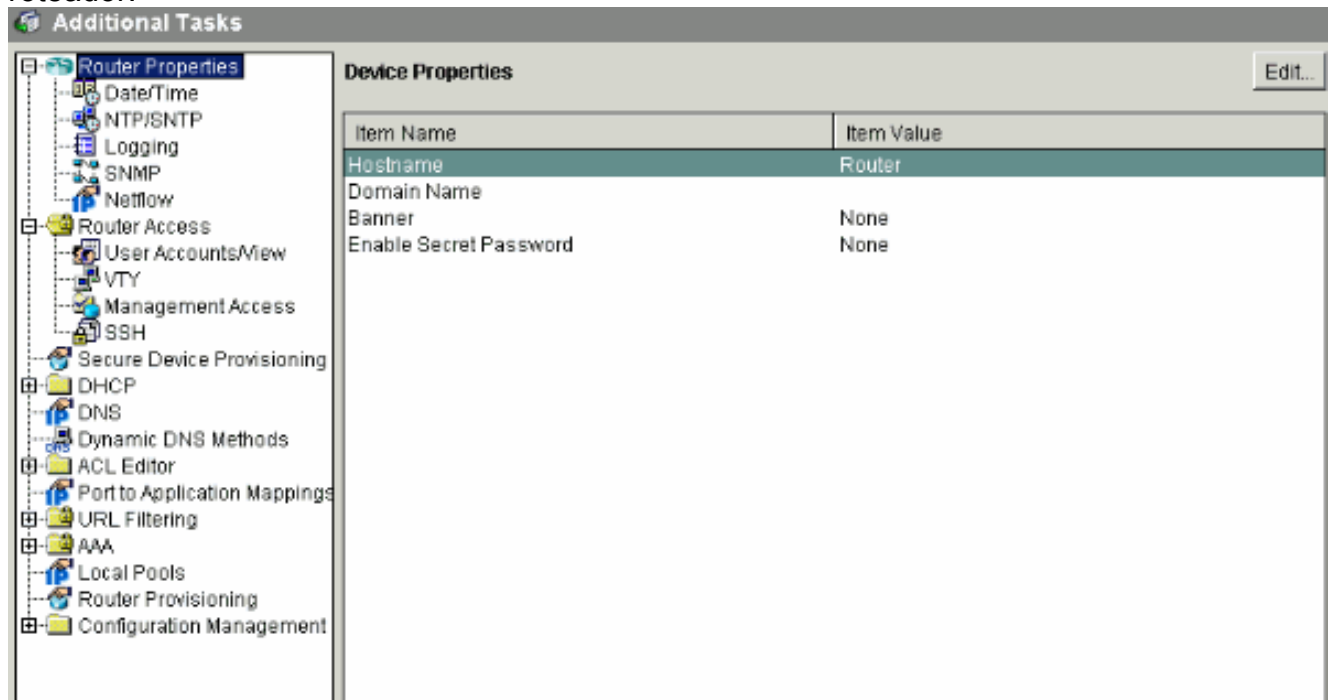 Additional Tasks
Router Properties
Date/Time
NTP/SNTP
Logging
SNMP
Netflow
Router Access
User Accounts/View
VTY
Management Access
SSH
Secure Device Provisioning
DHCP
DNS
Dynamic DNS Methods
ACL Editor
Port to Application Mappings
URL Filtering
AAA
Local Pools
Router Provisioning
Configuration Management
Device Properties
Edit...
Item Name Item Value
Hostname Router
Domain Name
Banner None
Enable Secret Password None